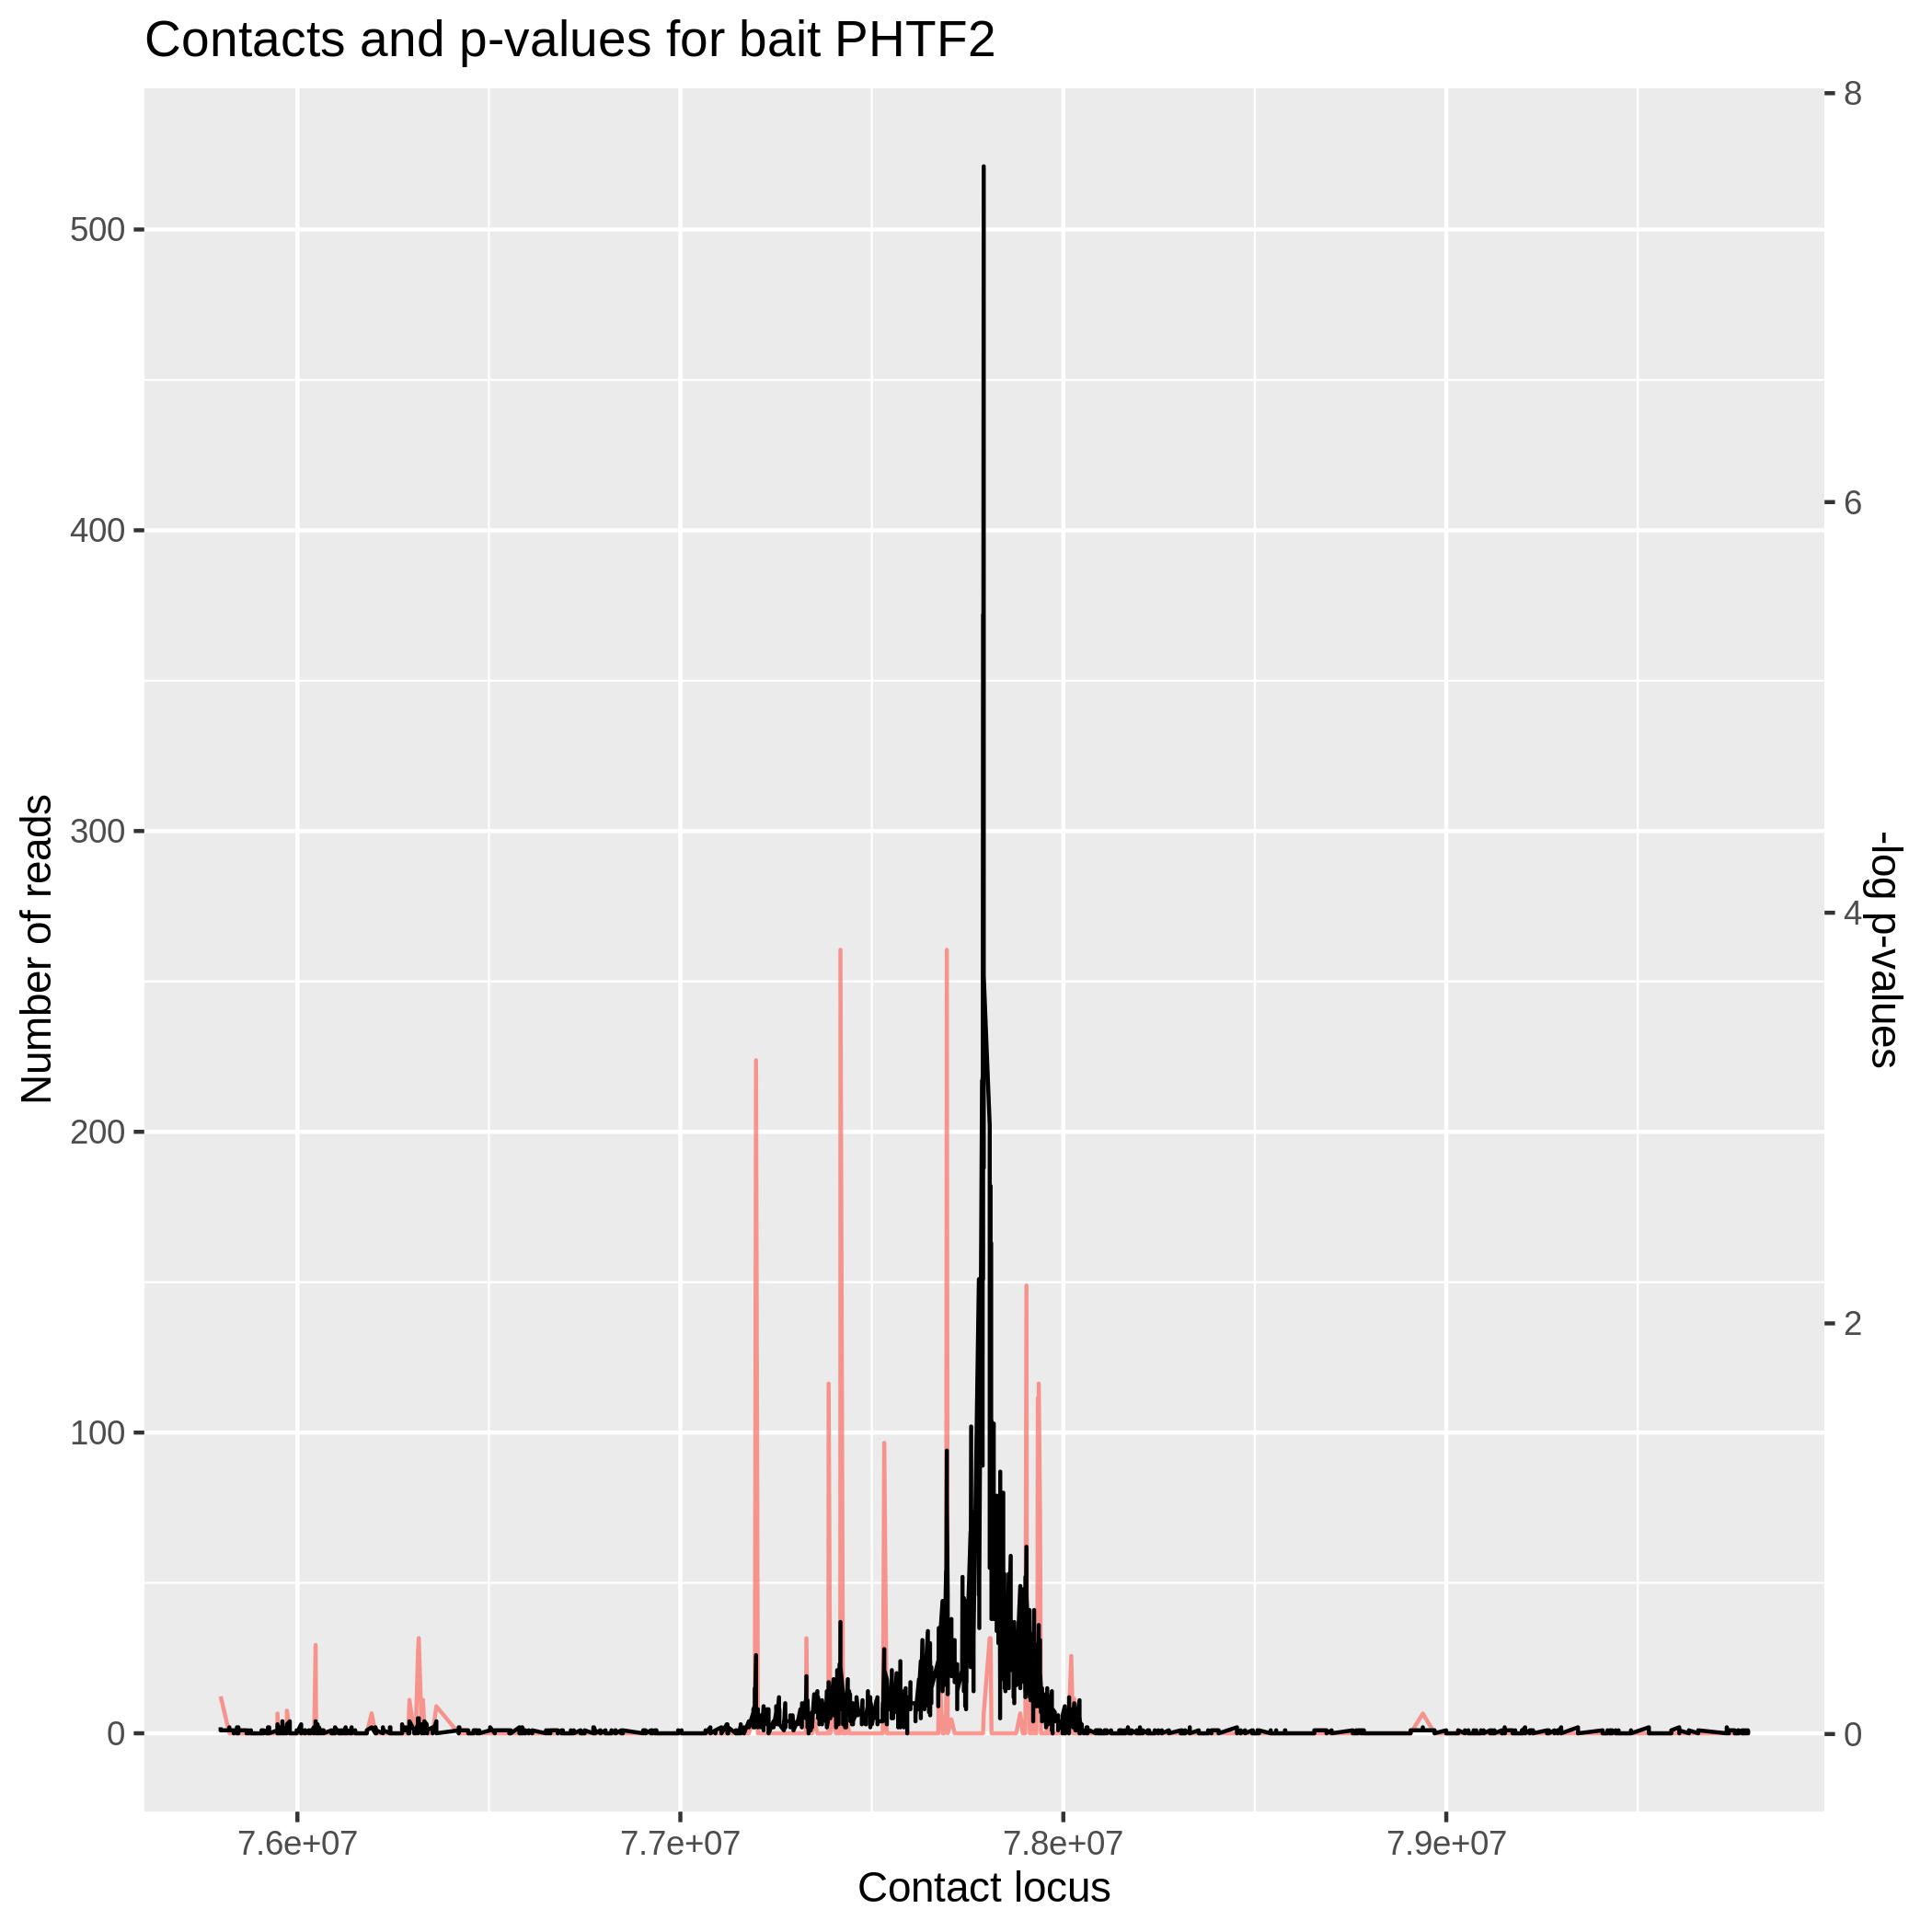 Contacts and p-values for bait PHTF2
Number of reads
500
400
300
200
100
0
8
6
4
2
0
-log p-values
7.6e+07
7.7e+07
7.8e+07
7.9e+07
Contact locus